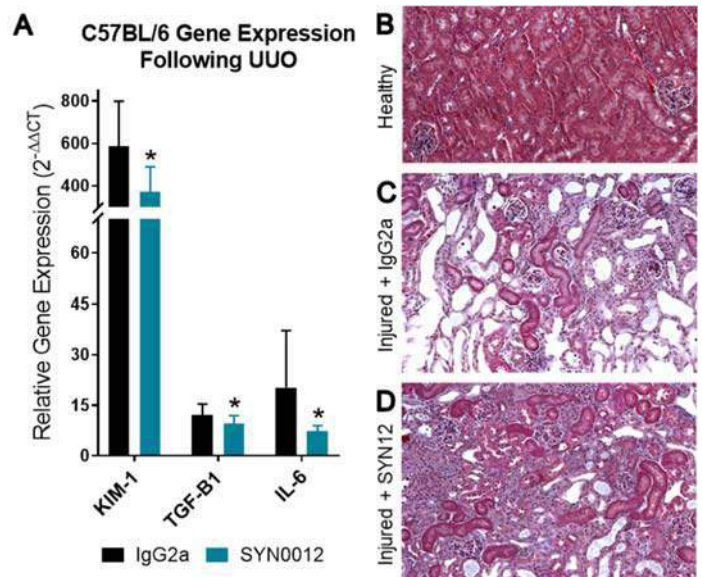 A
C57BL/6 Gene Expression
Following UUO
Relative Gene Expression (2-ΔΔCT)
800
600
400
60
45
30
15
0
*
*
*
KIM-1
TGF-B1
IL-6
IgG2a
SYN0012
B
Healthy
C
Injured + IgG2a
D
Injured + SYN12